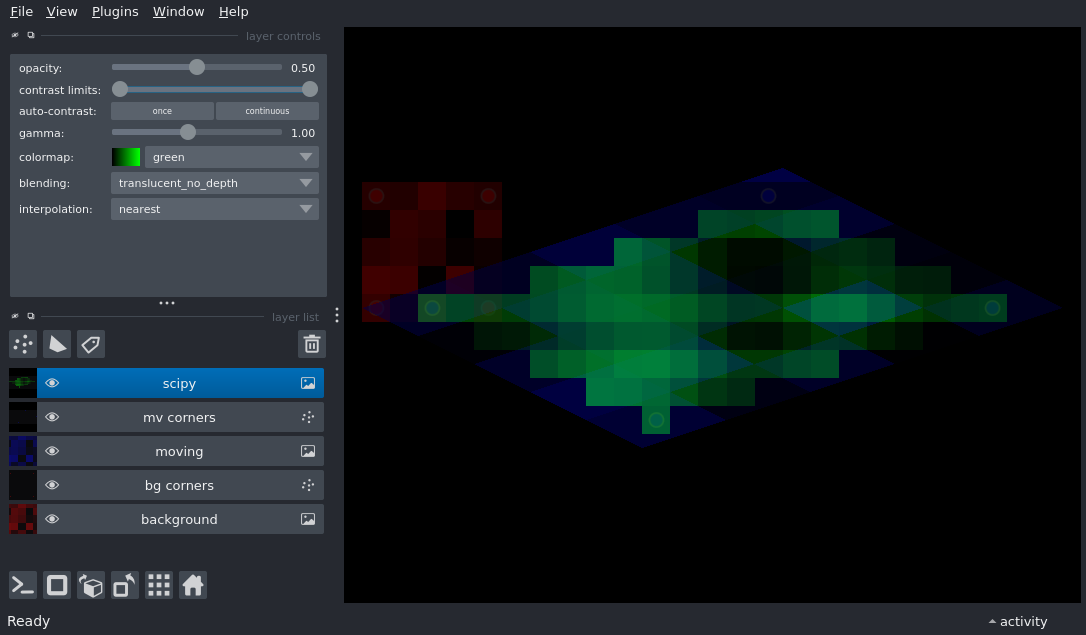 File View Plugins Window Help
layer controls
opacity: 0.50
contrast limits:
auto-contrast: once continuous
gamma: 1.00
colormap: green
blending: translucent_no_depth
interpolation: nearest
layer list
scipy
mv corners
moving
bg corners
background
Ready activity